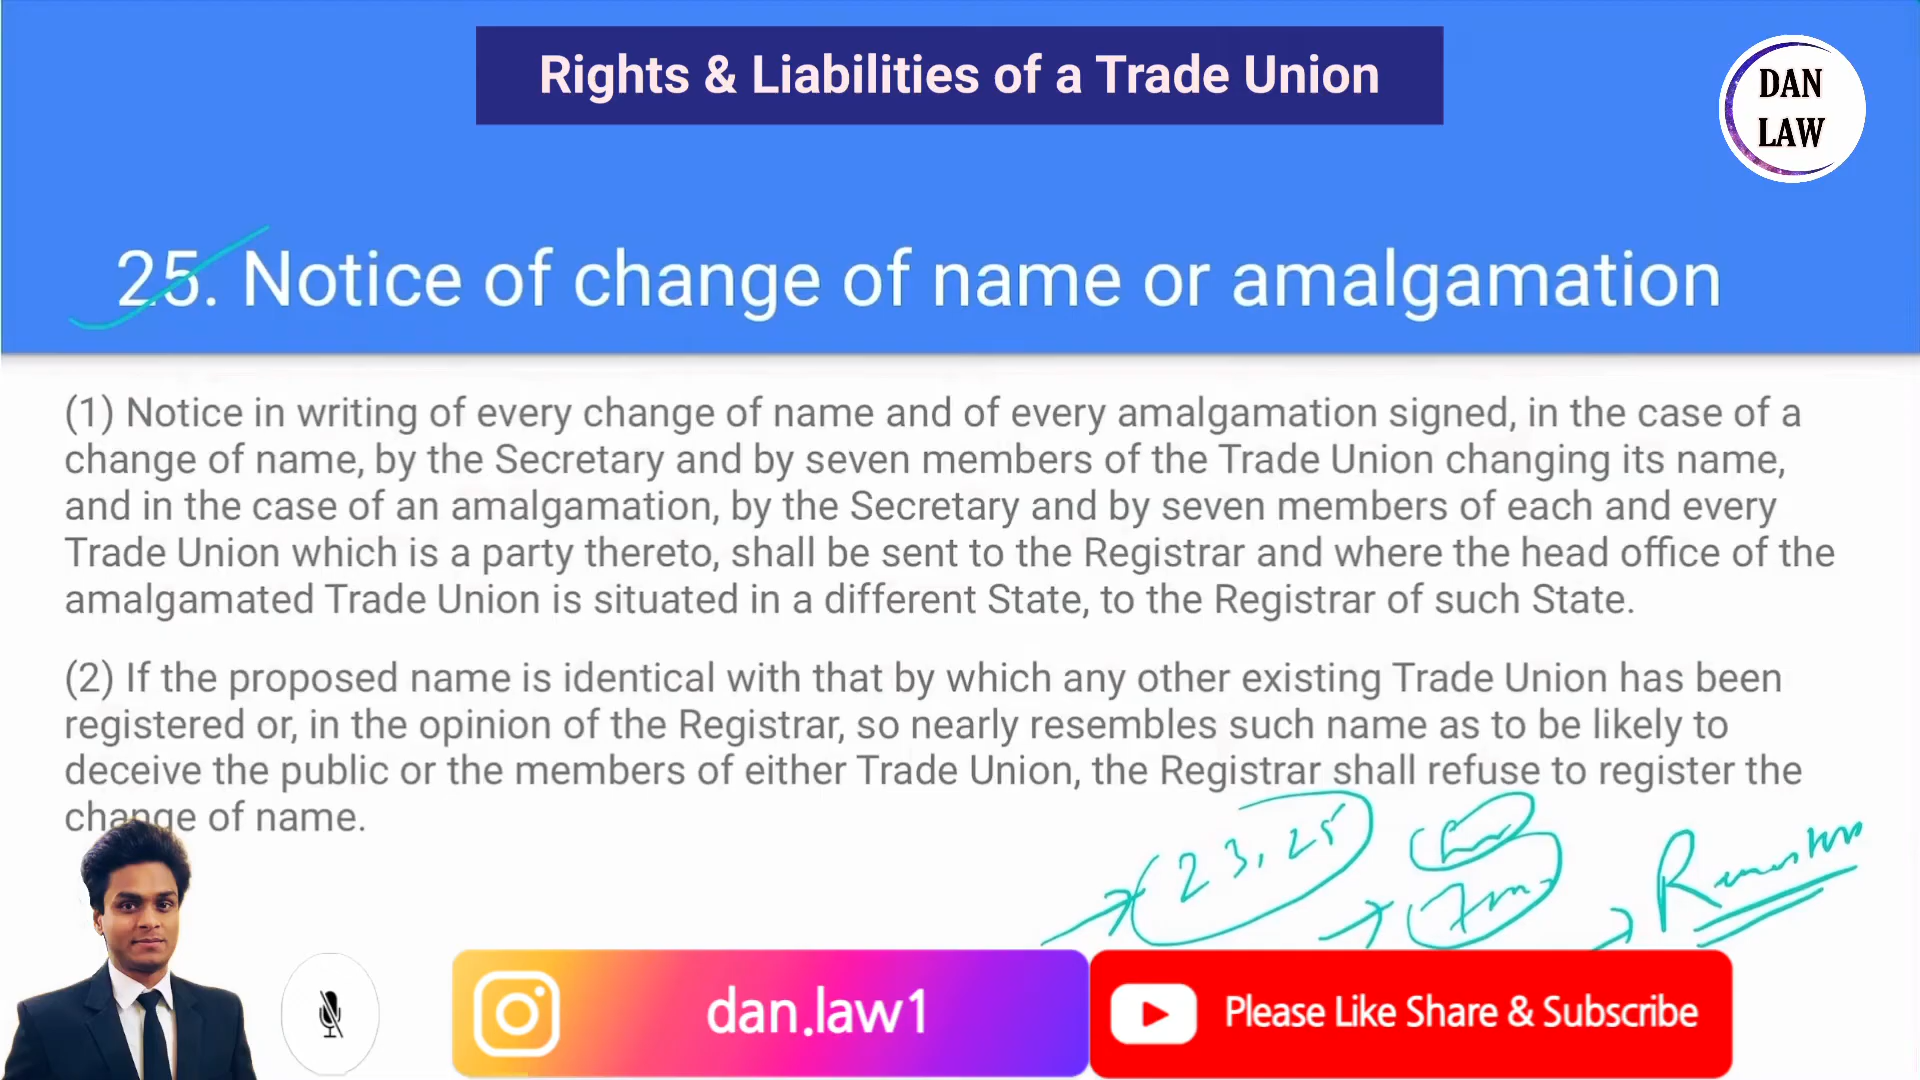 Rights & Liabilities of a Trade Union
DAN
LAW
25. Notice of change of name or amalgamation
(1) Notice in writing of every change of name and of every amalgamation signed, in the case of a
change of name, by the Secretary and by seven members of the Trade Union changing its name,
and in the case of an amalgamation, by the Secretary and by seven members of each and every
Trade Union which is a party thereto, shall be sent to the Registrar and where the head office of the
amalgamated Trade Union is situated in a different State, to the Registrar of such State.
(2) If the proposed name is identical with that by which any other existing Trade Union has been
registered or, in the opinion of the Registrar, so nearly resembles such name as to be likely to
deceive the public or the members of either Trade Union, the Registrar shall refuse to register the
change of name.
23, 25
7m
dan.law1
Please Like Share & Subscribe